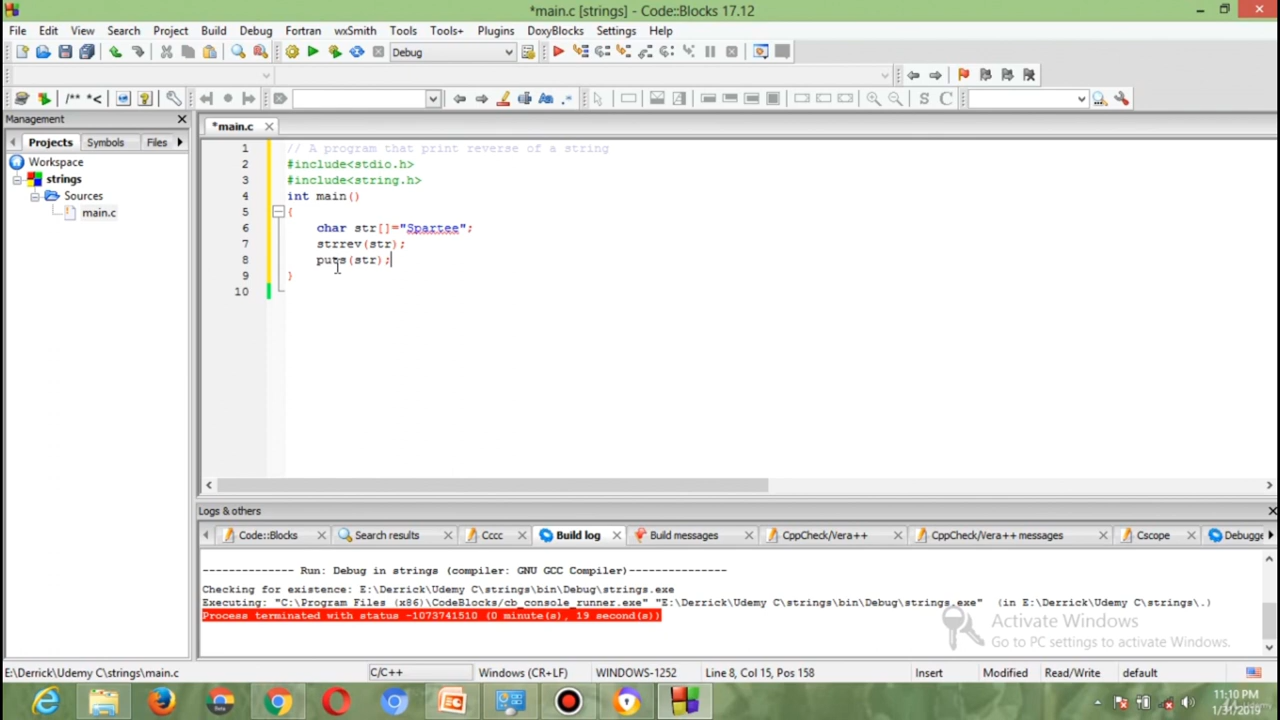 *main.c [strings] - Code::Blocks 17.12
File Edit View Search Project Build Debug Fortran wxSmith Tools Tools+ Plugins DoxyBlocks Settings Help
Debug
/** *<
S C
Management
*main.c
Projects Symbols Files
Workspace
strings
Sources
main.c
1 // A program that print reverse of a string
2 #include<stdio.h>
3 #include<string.h>
4 int main()
5 {
6 char str[]="Spartee";
7 strrev(str);
8 puts(str);
9 }
10
Logs & others
Code::Blocks Search results Cccc Build log Build messages CppCheck/Vera++ CppCheck/Vera++ messages Cscope Debugge
-------------- Run: Debug in strings (compiler: GNU GCC Compiler)---------------
Checking for existence: E:\Derrick\Udemy C\strings\bin\Debug\strings.exe
Executing: "C:\Program Files (x86)\CodeBlocks/cb_console_runner.exe" "E:\Derrick\Udemy C\strings\bin\Debug\strings.exe" (in E:\Derrick\Udemy C\strings\.)
Process terminated with status -1073741510 (0 minute(s), 19 second(s))
Activate Windows
Go to PC settings to activate Windows.
E:\Derrick\Udemy C\strings\main.c C/C++ Windows (CR+LF) WINDOWS-1252 Line 8, Col 15, Pos 158 Insert Modified Read/Write default
11:10 PM
1/31/2019